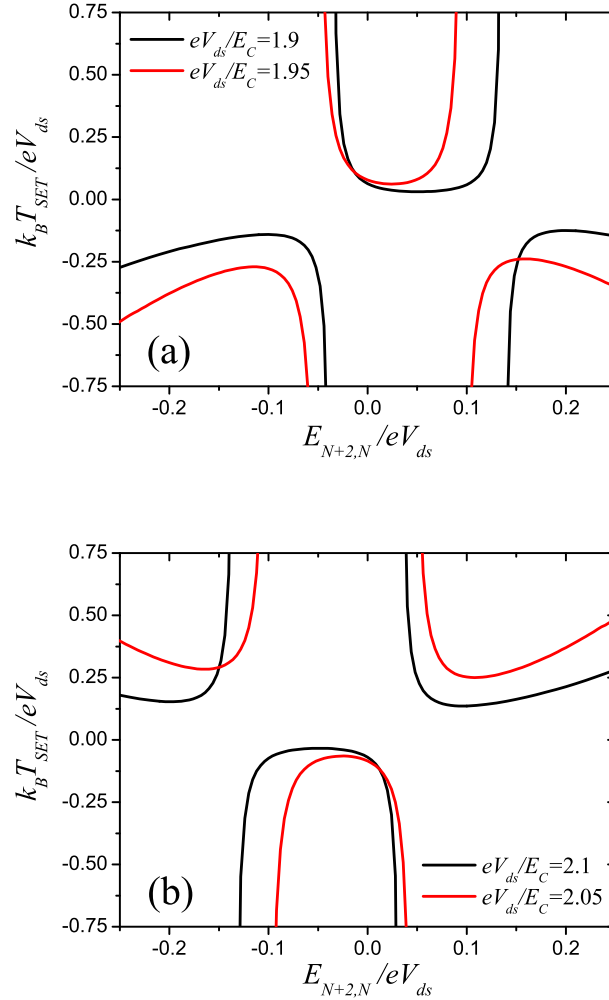 0.75
0.50
0.25
0.00
-0.25
-0.50
-0.75
k_B T_SET / eV_ds
eV_ds/E_C=1.9
eV_ds/E_C=1.95
(a)
-0.2 -0.1 0.0 0.1 0.2
E_N+2,N / eV_ds
0.75
0.50
0.25
0.00
-0.25
-0.50
-0.75
k_B T_SET / eV_ds
(b)
eV_ds/E_C=2.1
eV_ds/E_C=2.05
-0.2 -0.1 0.0 0.1 0.2
E_N+2,N / eV_ds